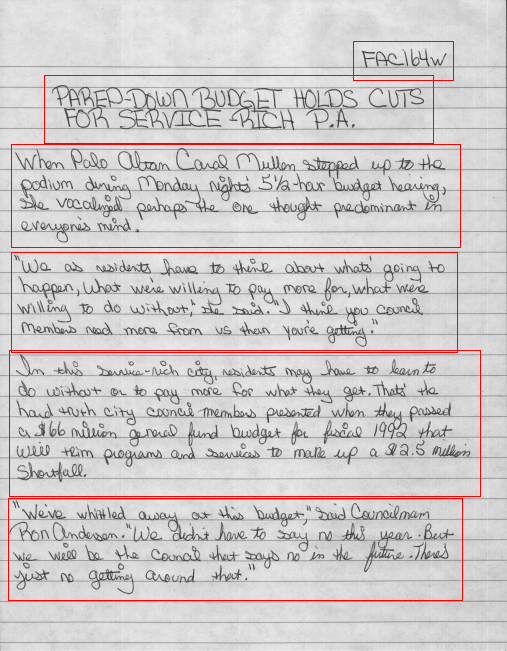 FAC164w
PARED-DOWN BUDGET HOLDS CUTS
FOR SERVICE-RICH P.A.
When Palo Altan Carol Mullen stepped up to the
podium during Monday nights' 5½-hour budget hearing,
she vocalized perhaps the one thought predominant in
everyone's mind.
"We as residents have to think about whats' going to
happen, what we're willing to pay more for, what we're
willing to do without," she said. "I think you council
members need more from us than you're getting."
In this service-rich city, residents may have to learn to
do without or to pay more for what they get. That's the
hard truth city council members presented when they passed
a $66 million general fund budget for fiscal 1992 that
will trim programs and services to make up a $2.5 million
shortfall.
"We've whittled away at this budget," said Councilman
Ron Anderson. "We didn't have to say no this year. But
we will be the Council that says no in the future. There's
just no getting around that."